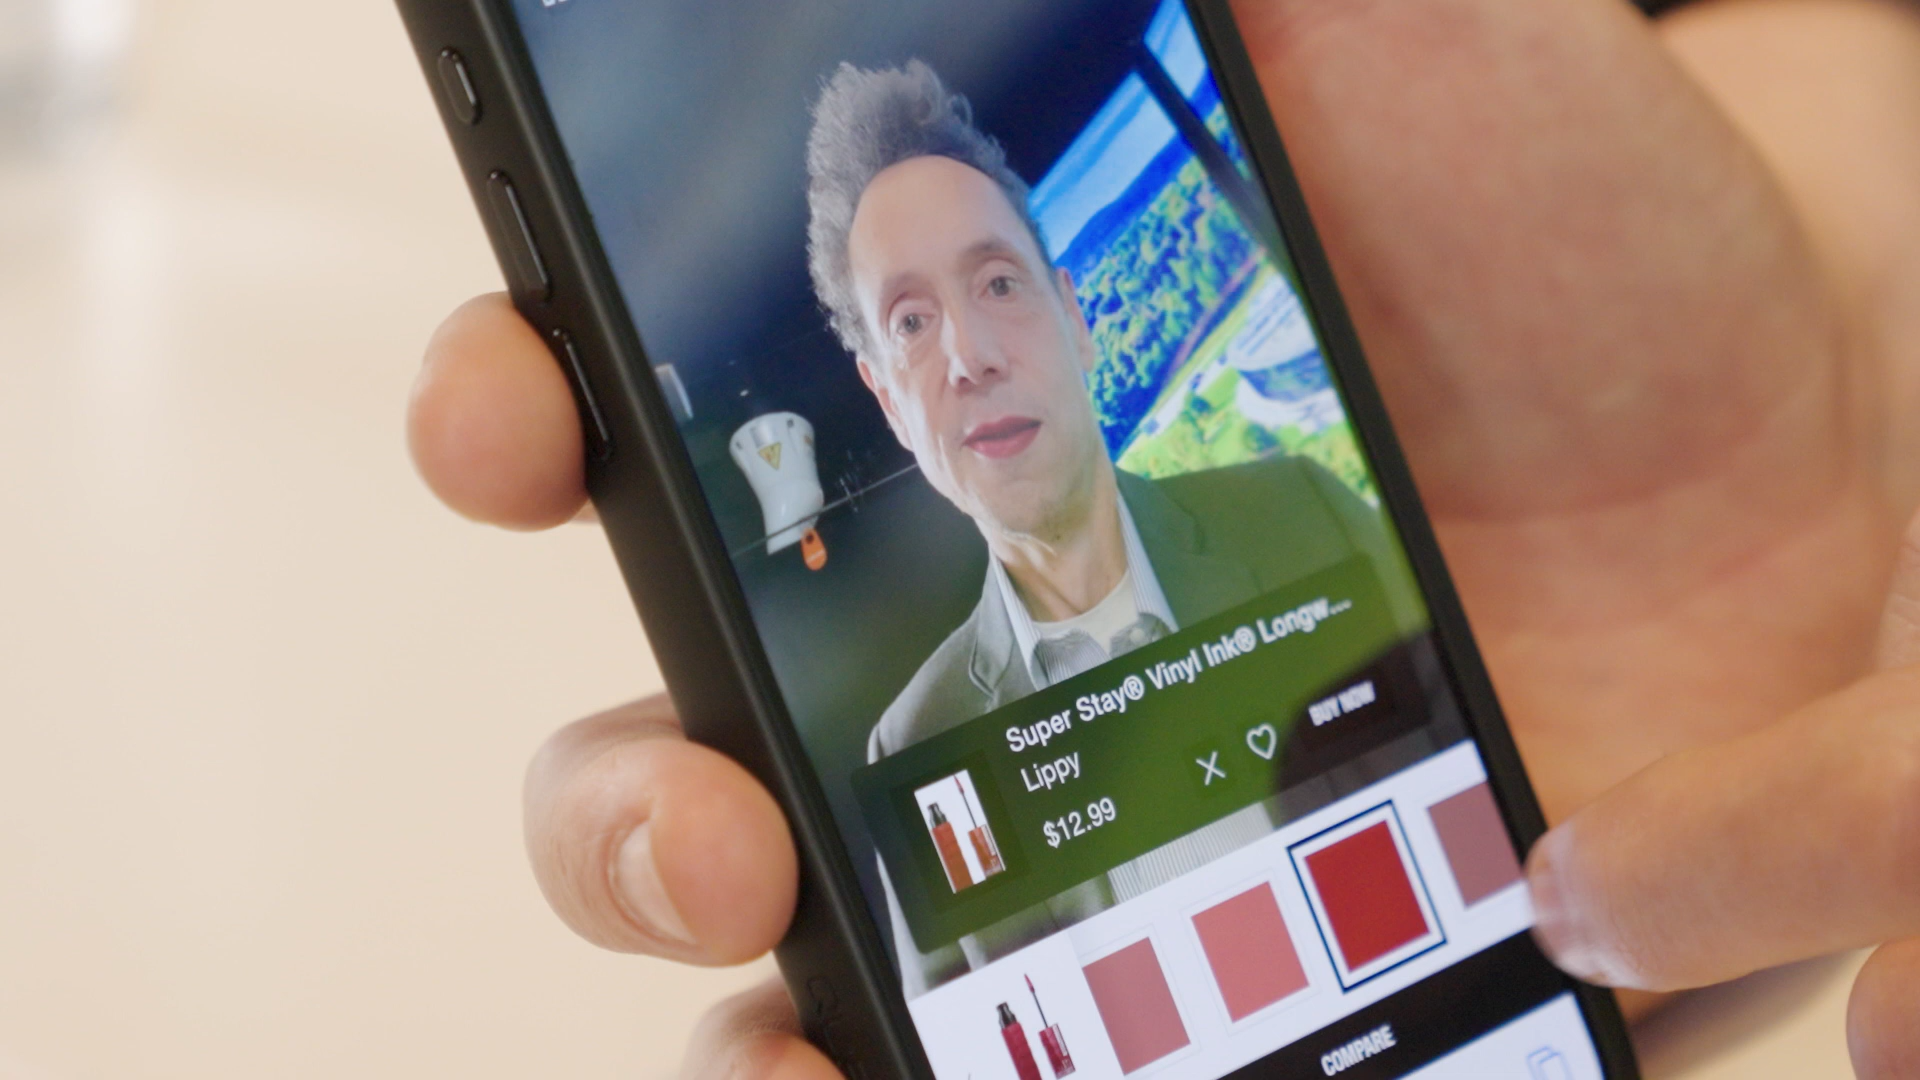 Super Stay® Vinyl Ink® Longw...
Lippy
$12.99
BUY NOW
COMPARE